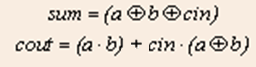 sum = (a⊕b⊕cin)
cout = (a · b) + cin · (a⊕b)